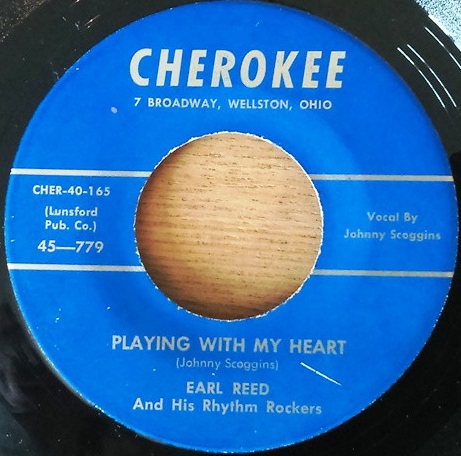 CHEROKEE
7 BROADWAY, WELLSTON, OHIO
CHER-40-165
(Lunsford
Pub. Co.)
45—779
Vocal By
Johnny Scoggins
PLAYING WITH MY HEART
(Johnny Scoggins)
EARL REED
And His Rhythm Rockers